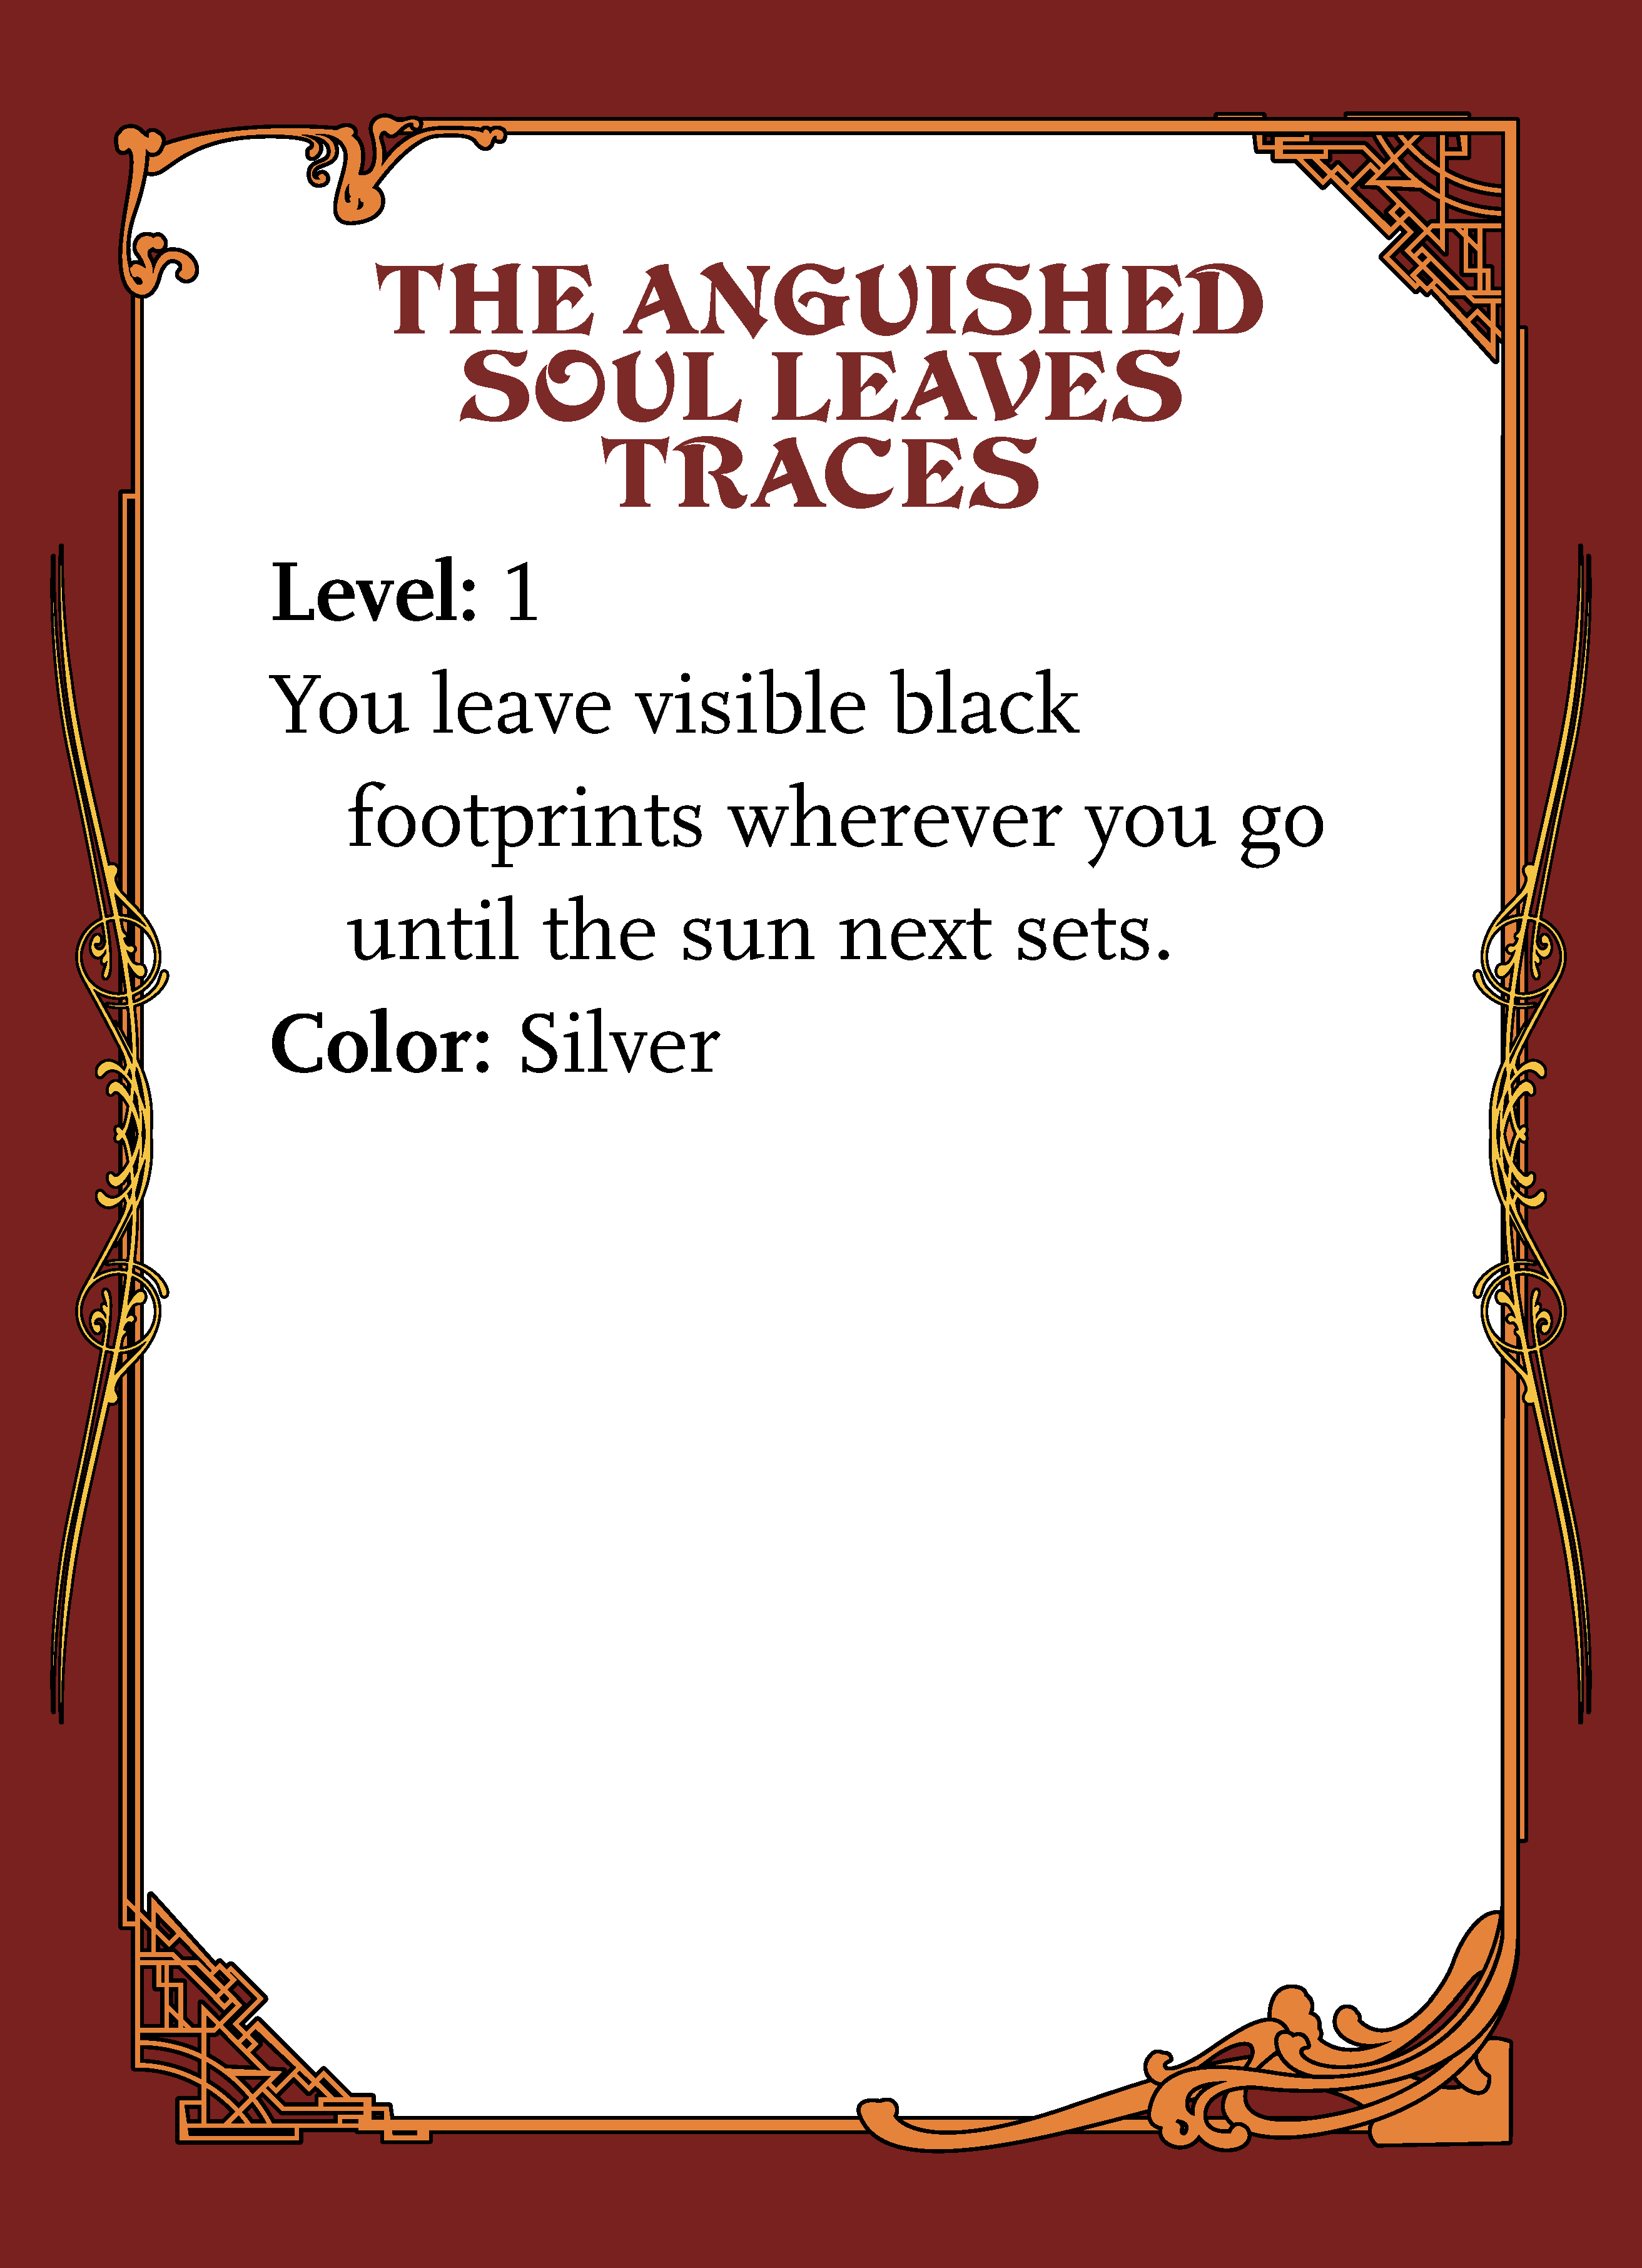 THE ANGUISHED
SOUL LEAVES
TRACES
Level: 1
You leave visible black
footprints wherever you go
until the sun next sets.
Color: Silver